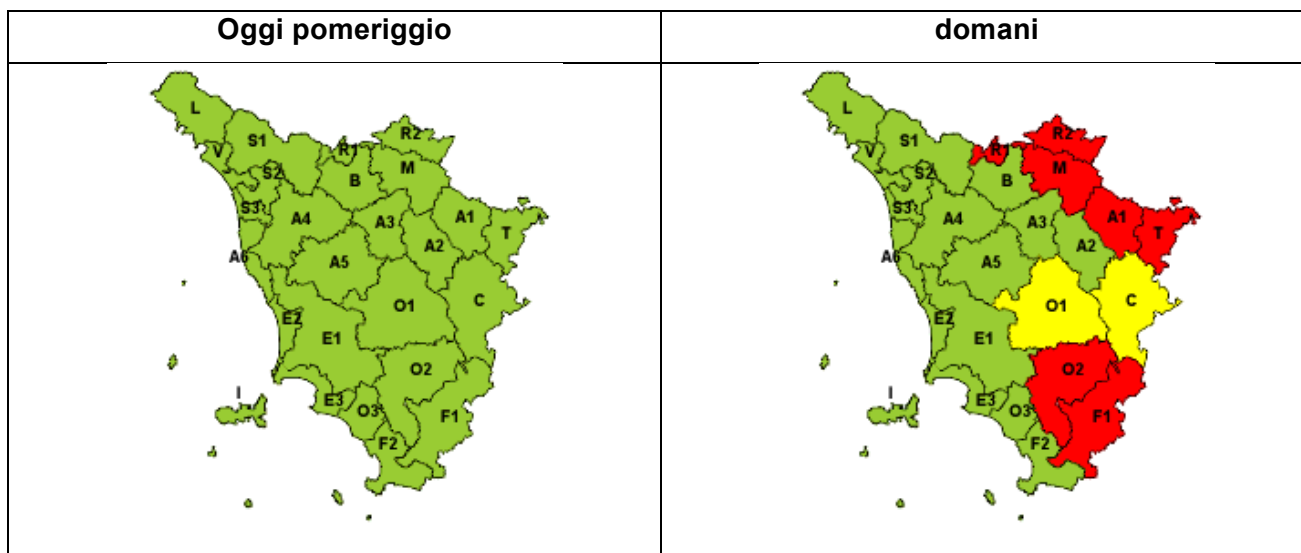 Oggi pomeriggio
domani
L
S1
R2
R1
V
S2
B
M
S3
A4
A3
A1
A2
T
A6
A5
C
O1
E2
E1
O2
I
E3
O3
F1
F2
L
S1
R2
R1
V
S2
B
M
S3
A4
A3
A1
A2
T
A6
A5
C
O1
E2
E1
O2
I
E3
O3
F1
F2